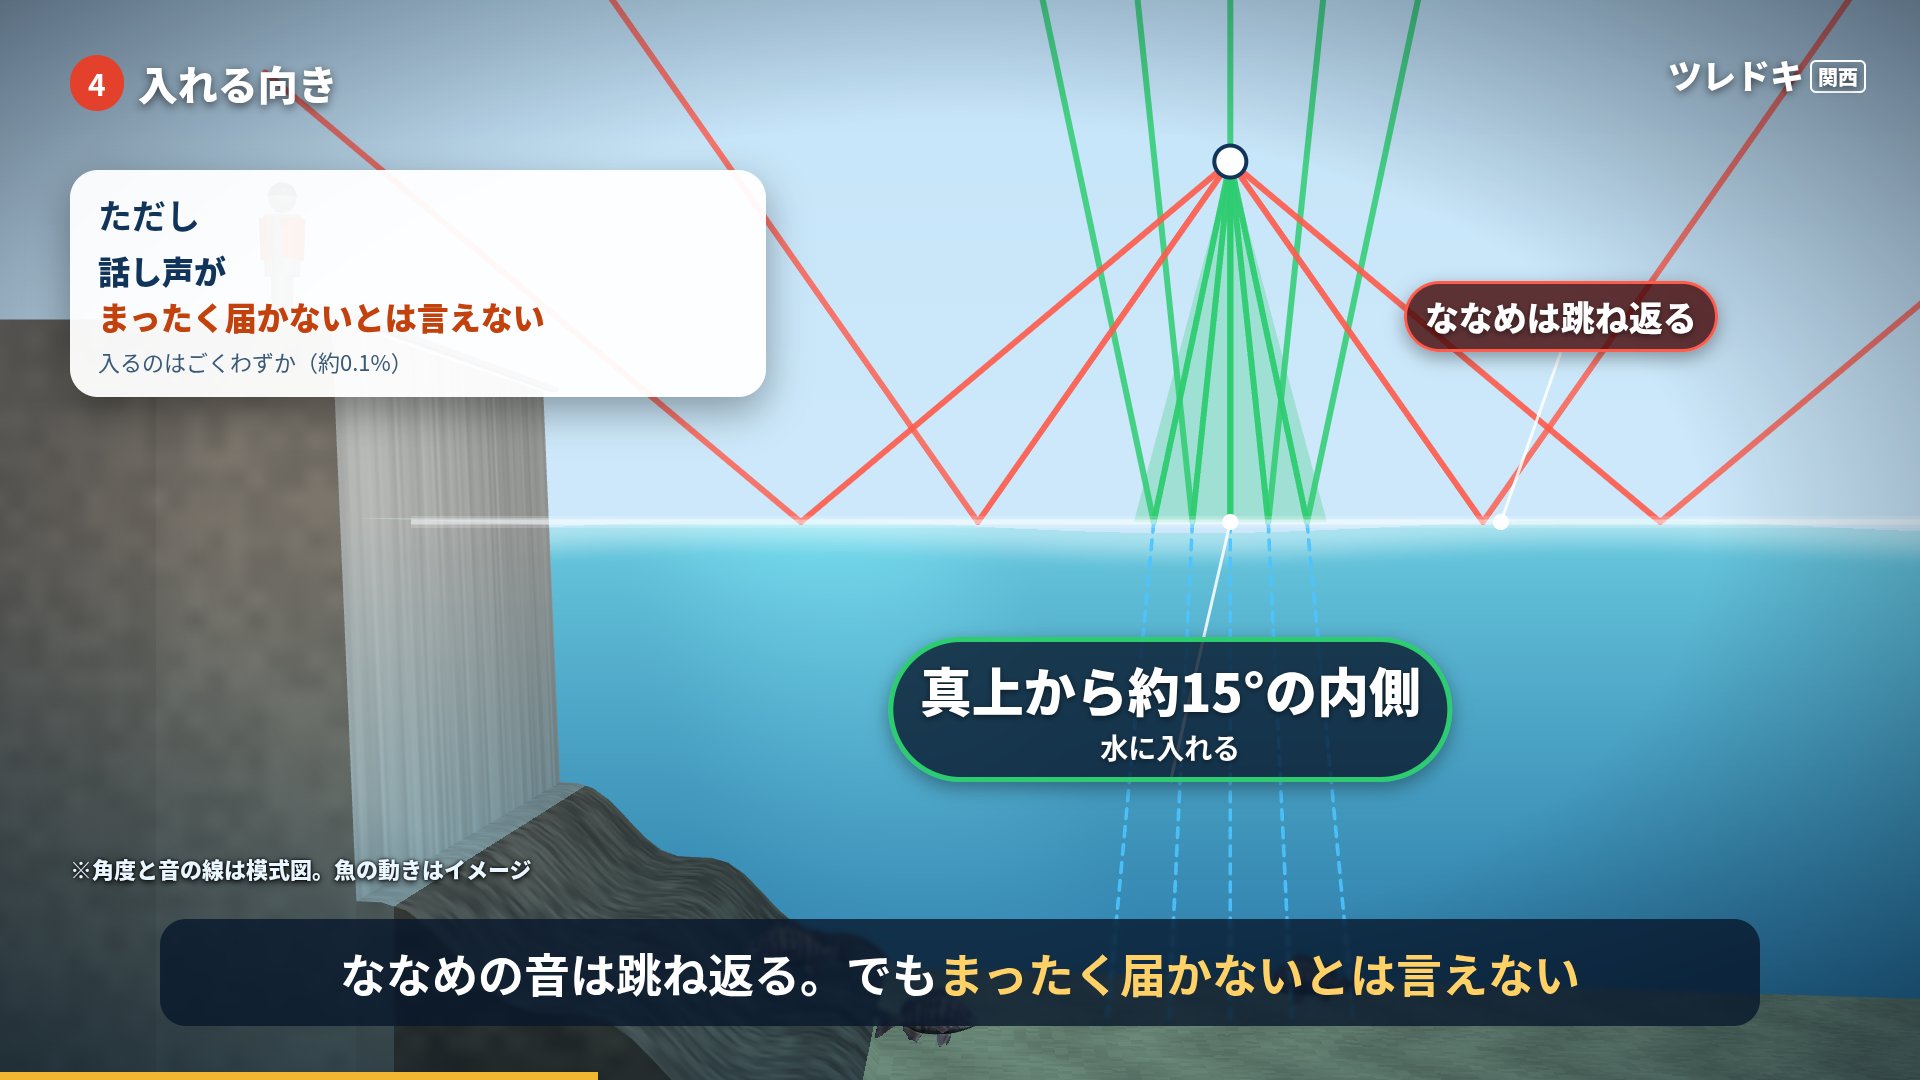 4 入れる向き
ツレドキ 関西
ただし
話し声が
まったく届かないとは言えない
入るのはごくわずか（約0.1%）
ななめは跳ね返る
真上から約15°の内側
水に入れる
※角度と音の線は模式図。魚の動きはイメージ
ななめの音は跳ね返る。でもまったく届かないとは言えない